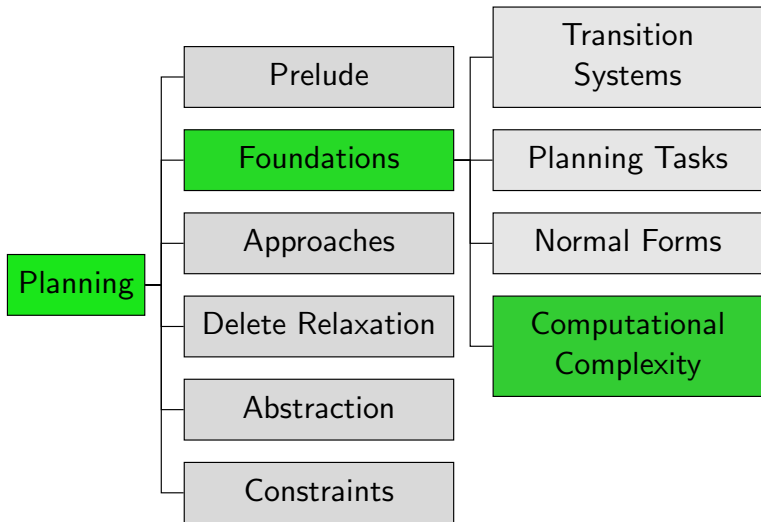 Planning
Prelude
Foundations
Approaches
Delete Relaxation
Abstraction
Constraints
Transition
Systems
Planning Tasks
Normal Forms
Computational
Complexity